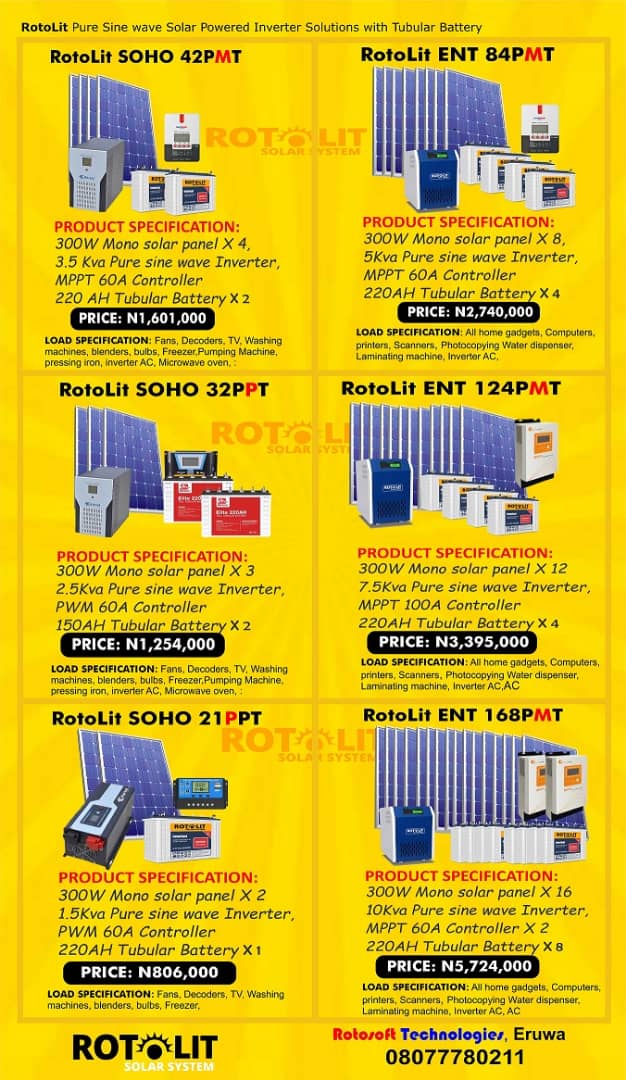 RotoLit Pure Sine wave Solar Powered Inverter Solutions with Tubular Battery
RotoLit SOHO 42PMT
ROTOLIT
SOLAR SYSTEM
PRODUCT SPECIFICATION:
300W Mono solar panel X 4,
3.5 Kva Pure sine wave Inverter,
MPPT 60A Controller
220 AH Tubular Battery X 2
PRICE: N1,601,000
LOAD SPECIFICATION: Fans, Decoders, TV, Washing
machines, blenders, bulbs, Freezer,Pumping Machine,
pressing iron, inverter AC, Microwave oven, :
RotoLit ENT 84PMT
PRODUCT SPECIFICATION:
300W Mono solar panel X 8,
5Kva Pure sine wave Inverter,
MPPT 60A Controller
220AH Tubular Battery X 4
PRICE: N2,740,000
LOAD SPECIFICATION: All home gadgets, Computers,
printers, Scanners, Photocopying Water dispenser,
Laminating machine, Inverter AC,
RotoLit SOHO 32PPT
ROTOLIT
SOLAR SYSTEM
PRODUCT SPECIFICATION:
300W Mono solar panel X 3
2.5Kva Pure sine wave Inverter,
PWM 60A Controller
150AH Tubular Battery X 2
PRICE: N1,254,000
LOAD SPECIFICATION: Fans, Decoders, TV, Washing
machines, blenders, bulbs, Freezer,Pumping Machine,
pressing iron, inverter AC, Microwave oven, :
RotoLit ENT 124PMT
PRODUCT SPECIFICATION:
300W Mono solar panel X 12
7.5Kva Pure sine wave Inverter,
MPPT 100A Controller
220AH Tubular Battery X 4
PRICE: N3,395,000
LOAD SPECIFICATION: All home gadgets, Computers,
printers, Scanners, Photocopying Water dispenser,
Laminating machine, Inverter AC,AC
RotoLit SOHO 21PPT
ROTOLIT
SOLAR SYSTEM
ROTOLIT
PRODUCT SPECIFICATION:
300W Mono solar panel X 2
1.5Kva Pure sine wave Inverter,
PWM 60A Controller
220AH Tubular Battery X 1
PRICE: N806,000
LOAD SPECIFICATION: Fans, Decoders, TV, Washing
machines, blenders, bulbs, Freezer,
RotoLit ENT 168PMT
PRODUCT SPECIFICATION:
300W Mono solar panel X 16
10Kva Pure sine wave Inverter,
MPPT 60A Controller X 2
220AH Tubular Battery X 8
PRICE: N5,724,000
LOAD SPECIFICATION: All home gadgets, Computers,
printers, Scanners, Photocopying Water dispenser,
Laminating machine, Inverter AC, AC
ROTOLIT
SOLAR SYSTEM
Rotosoft Technologies, Eruwa
08077780211